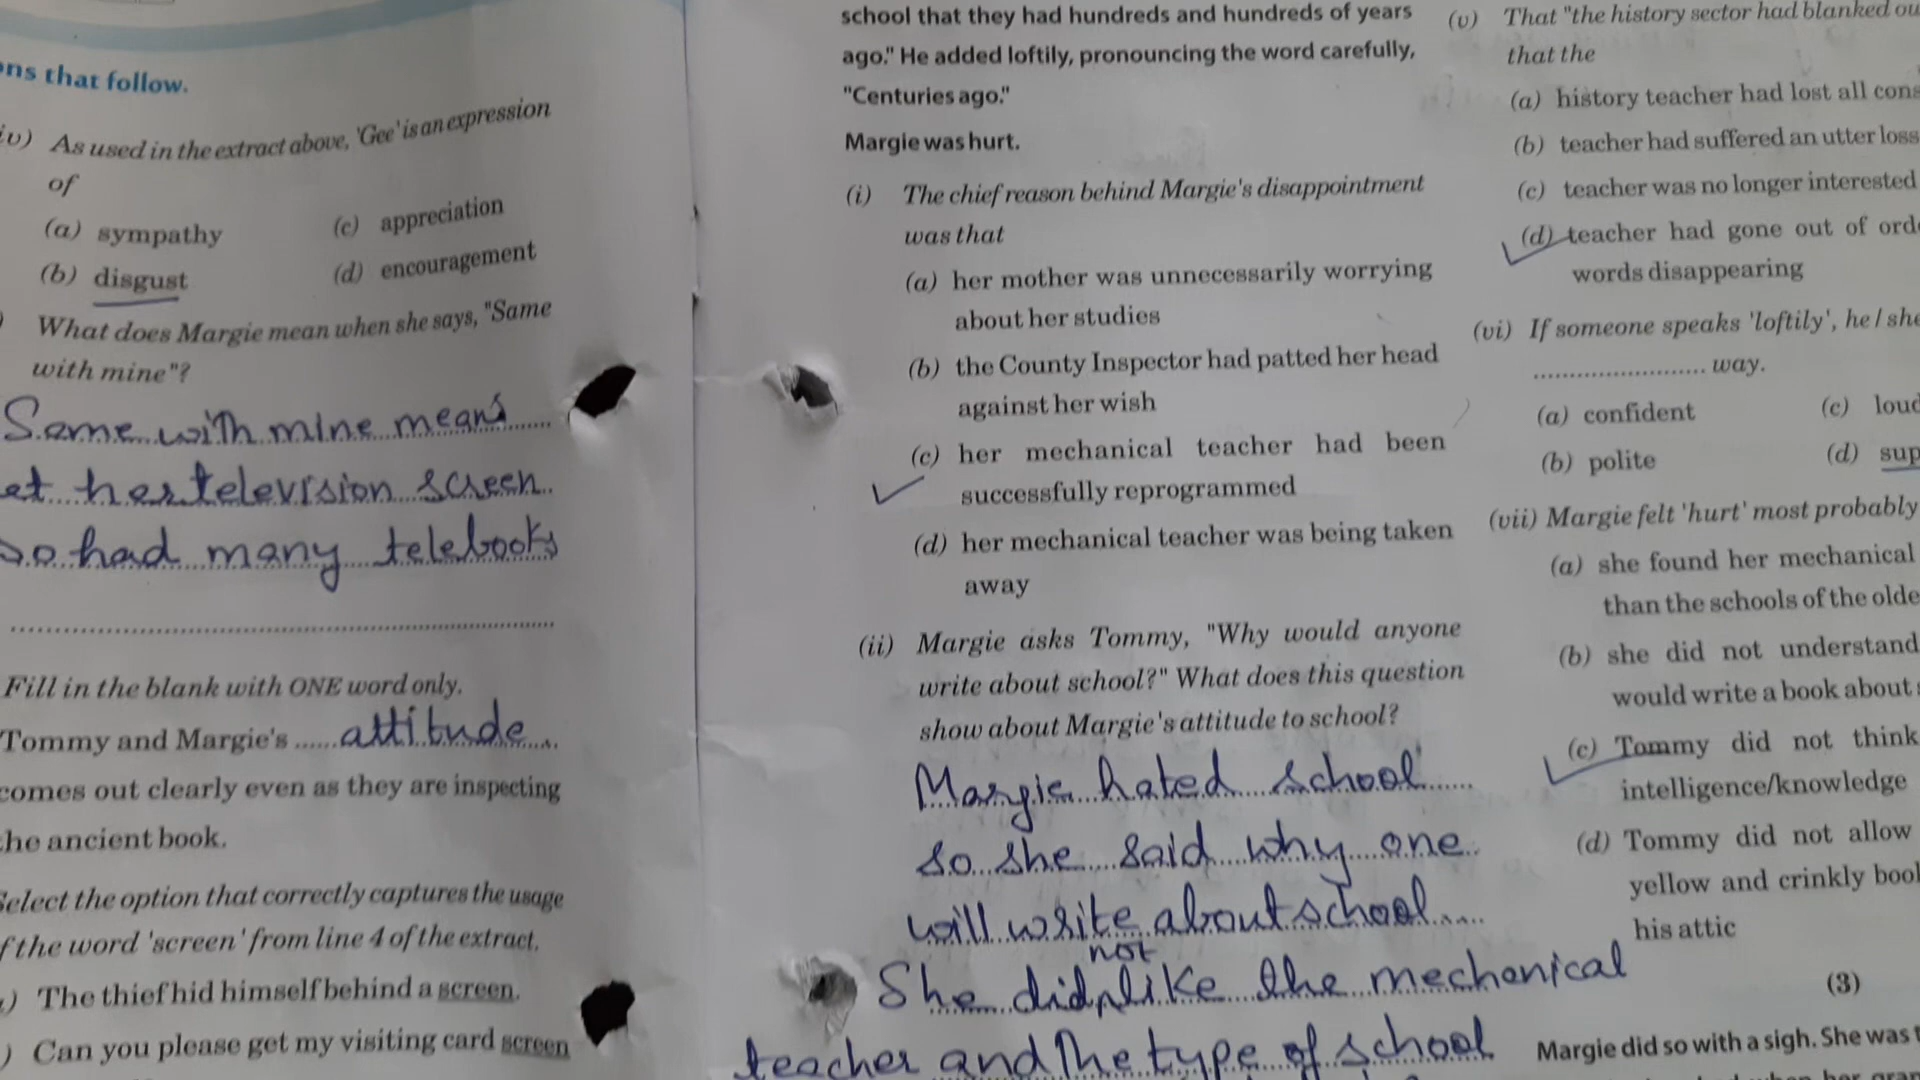 ns that follow.
As used in the extract above, 'Gee' is an expression
of
(a) sympathy
(c) appreciation
(b) disgust
(d) encouragement
What does Margie mean when she says, "Same
with mine"?
Same with mine means
her television screen
had many telebooks
Fill in the blank with ONE word only.
Tommy and Margie's attitude
comes out clearly even as they are inspecting
he ancient book.
Select the option that correctly captures the usage
f the word 'screen' from line 4 of the extract.
) The thief hid himself behind a screen.
) Can you please get my visiting card screen
school that they had hundreds and hundreds of years
ago." He added loftily, pronouncing the word carefully,
"Centuries ago."
Margie was hurt.
(i) The chief reason behind Margie's disappointment
was that
(a) her mother was unnecessarily worrying
about her studies
(b) the County Inspector had patted her head
against her wish
(c) her mechanical teacher had been
successfully reprogrammed
(d) her mechanical teacher was being taken
away
(ii) Margie asks Tommy, "Why would anyone
write about school?" What does this question
show about Margie's attitude to school?
Margie hated school
so she said why one
will write about school
not
She did like the mechanical
teacher and the type of school
(v) That "the history sector had blanked ou
that the
(a) history teacher had lost all cons
(b) teacher had suffered an utter loss
(c) teacher was no longer interested
(d) teacher had gone out of ord
words disappearing
(vi) If someone speaks 'loftily', he / she
........................ way.
(a) confident
(c) loud
(b) polite
(d) sup
(vii) Margie felt 'hurt' most probably
(a) she found her mechanical
than the schools of the olde
(b) she did not understand
would write a book about
(c) Tommy did not think
intelligence/knowledge
(d) Tommy did not allow
yellow and crinkly book
his attic
(3)
Margie did so with a sigh. She was t